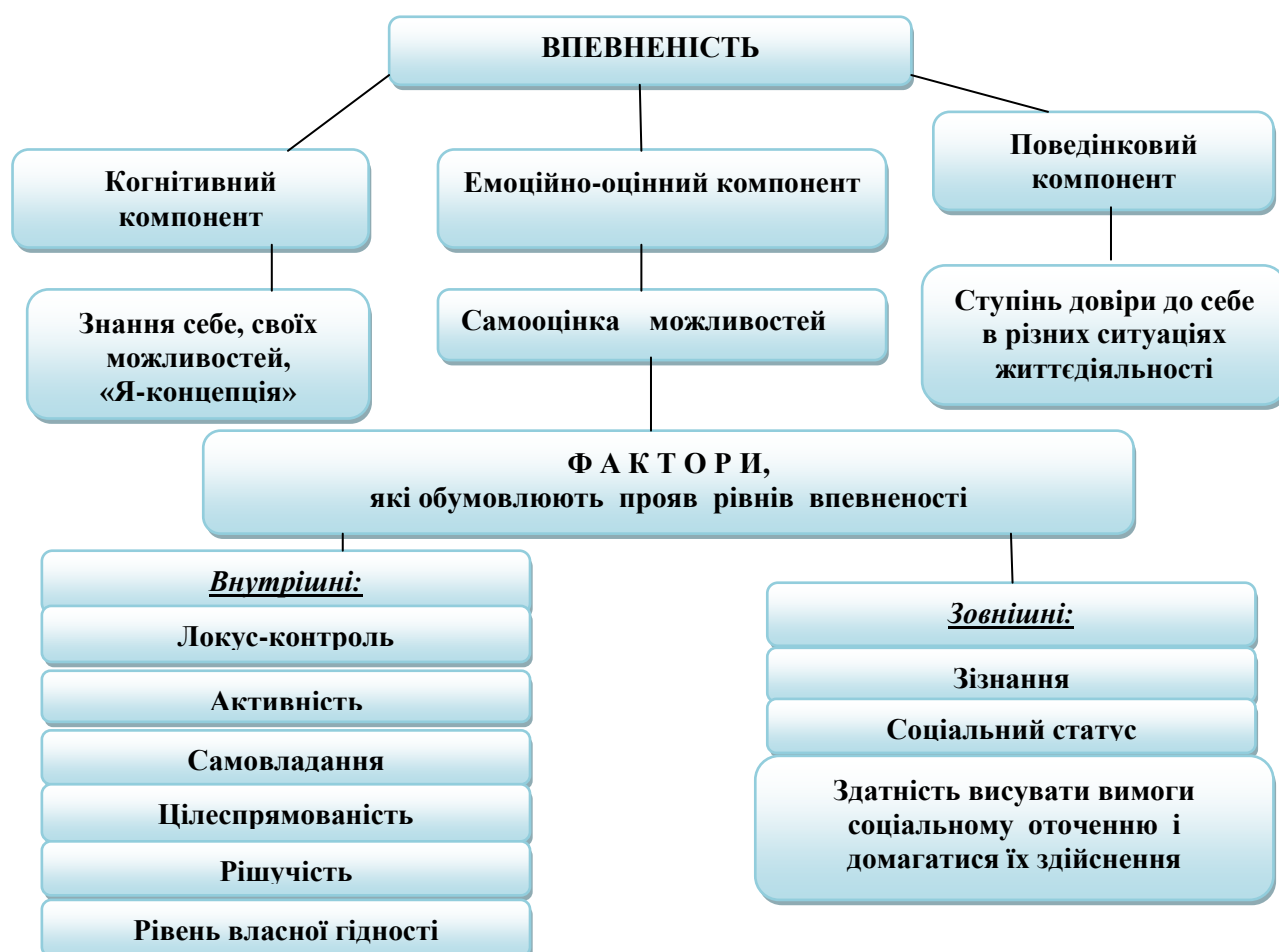 ВПЕВНЕНІСТЬ
Когнітивний
компонент
Емоційно-оцінний компонент
Поведінковий
компонент
Знання себе, своїх
можливостей,
«Я-концепція»
Самооцінка можливостей
Ступінь довіри до себе
в різних ситуаціях
життєдіяльності
Ф А К Т О Р И,
які обумовлюють прояв рівнів впевненості
Внутрішні:
Локус-контроль
Активність
Самовладання
Цілеспрямованість
Рішучість
Рівень власної гідності
Зовнішні:
Зізнання
Соціальний статус
Здатність висувати вимоги
соціальному оточенню і
домагатися їх здійснення